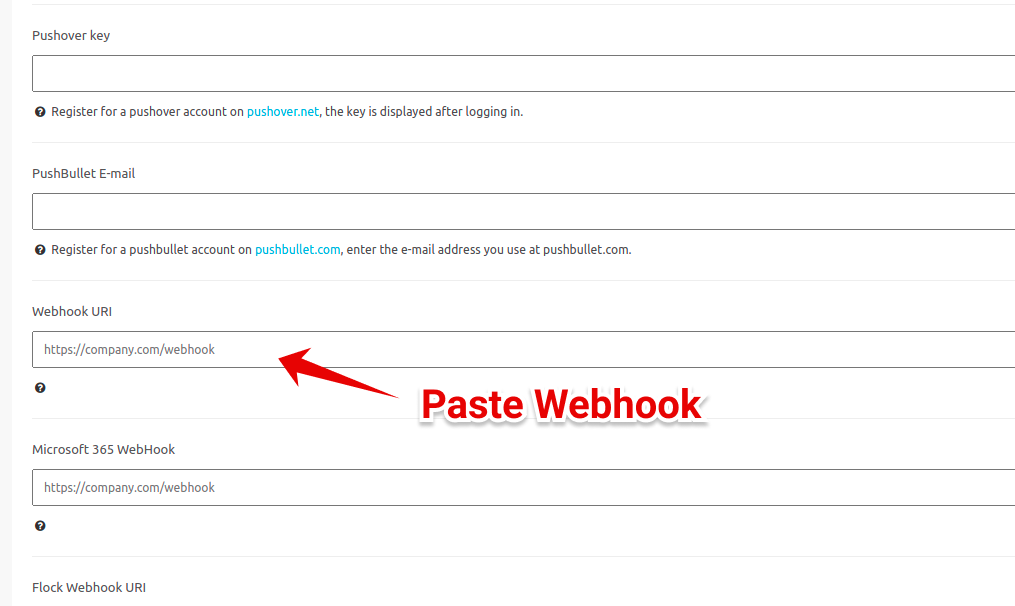 Pushover key
Register for a pushover account on pushover.net, the key is displayed after logging in.
PushBullet E-mail
Register for a pushbullet account on pushbullet.com, enter the e-mail address you use at pushbullet.com.
Webhook URI
https://company.com/webhook
?
Paste Webhook
Microsoft 365 WebHook
https://company.com/webhook
?
Flock Webhook URI